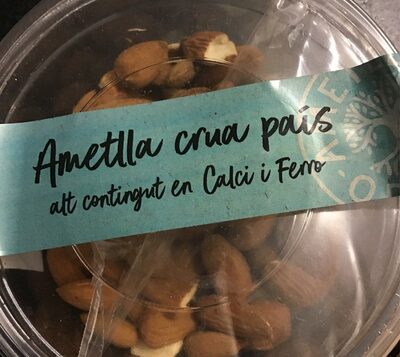 Ametlla crua país
alt contingut en Calci i Ferro